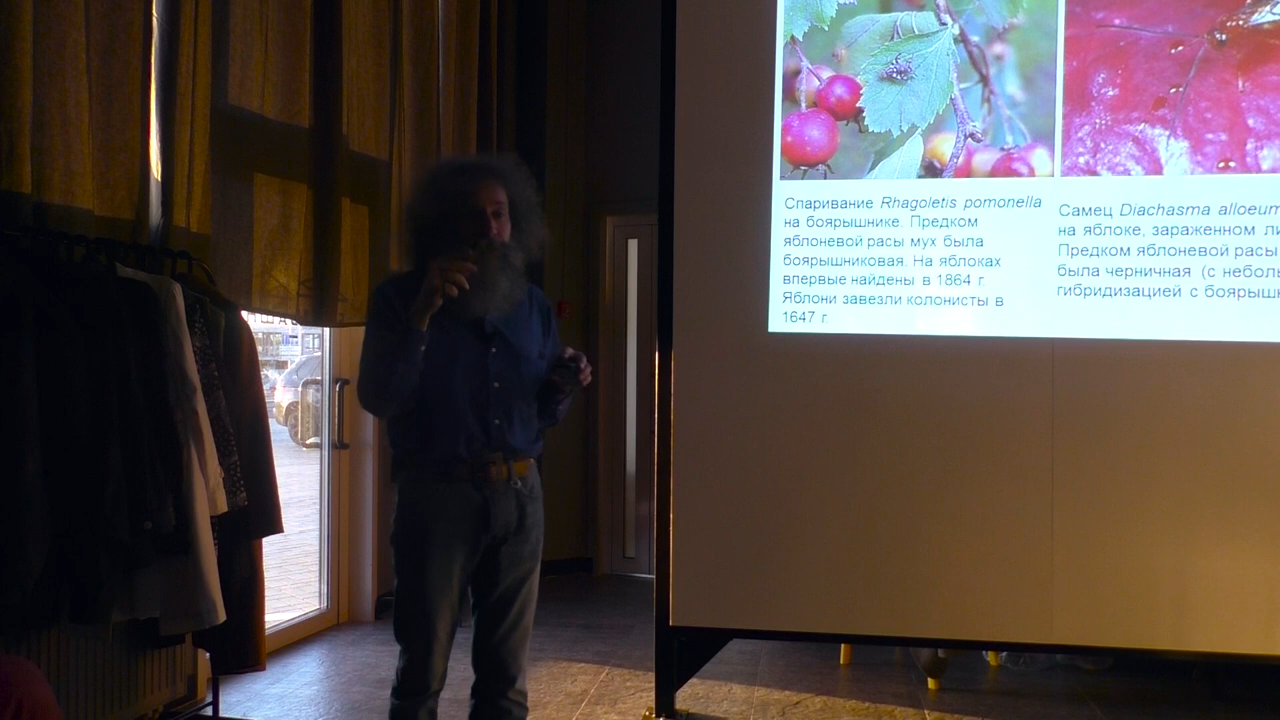 Спаривание Rhagoletis pomonella
на боярышнике. Предком
яблоневой расы мух была
боярышниковая. На яблоках
впервые найдены в 1864 г.
Яблони завезли колонисты в
1647 г.
Самец Diachasma alloeum
на яблоке, зараженном
Предком яблоневой расы
была черничная (с
гибридизацией с